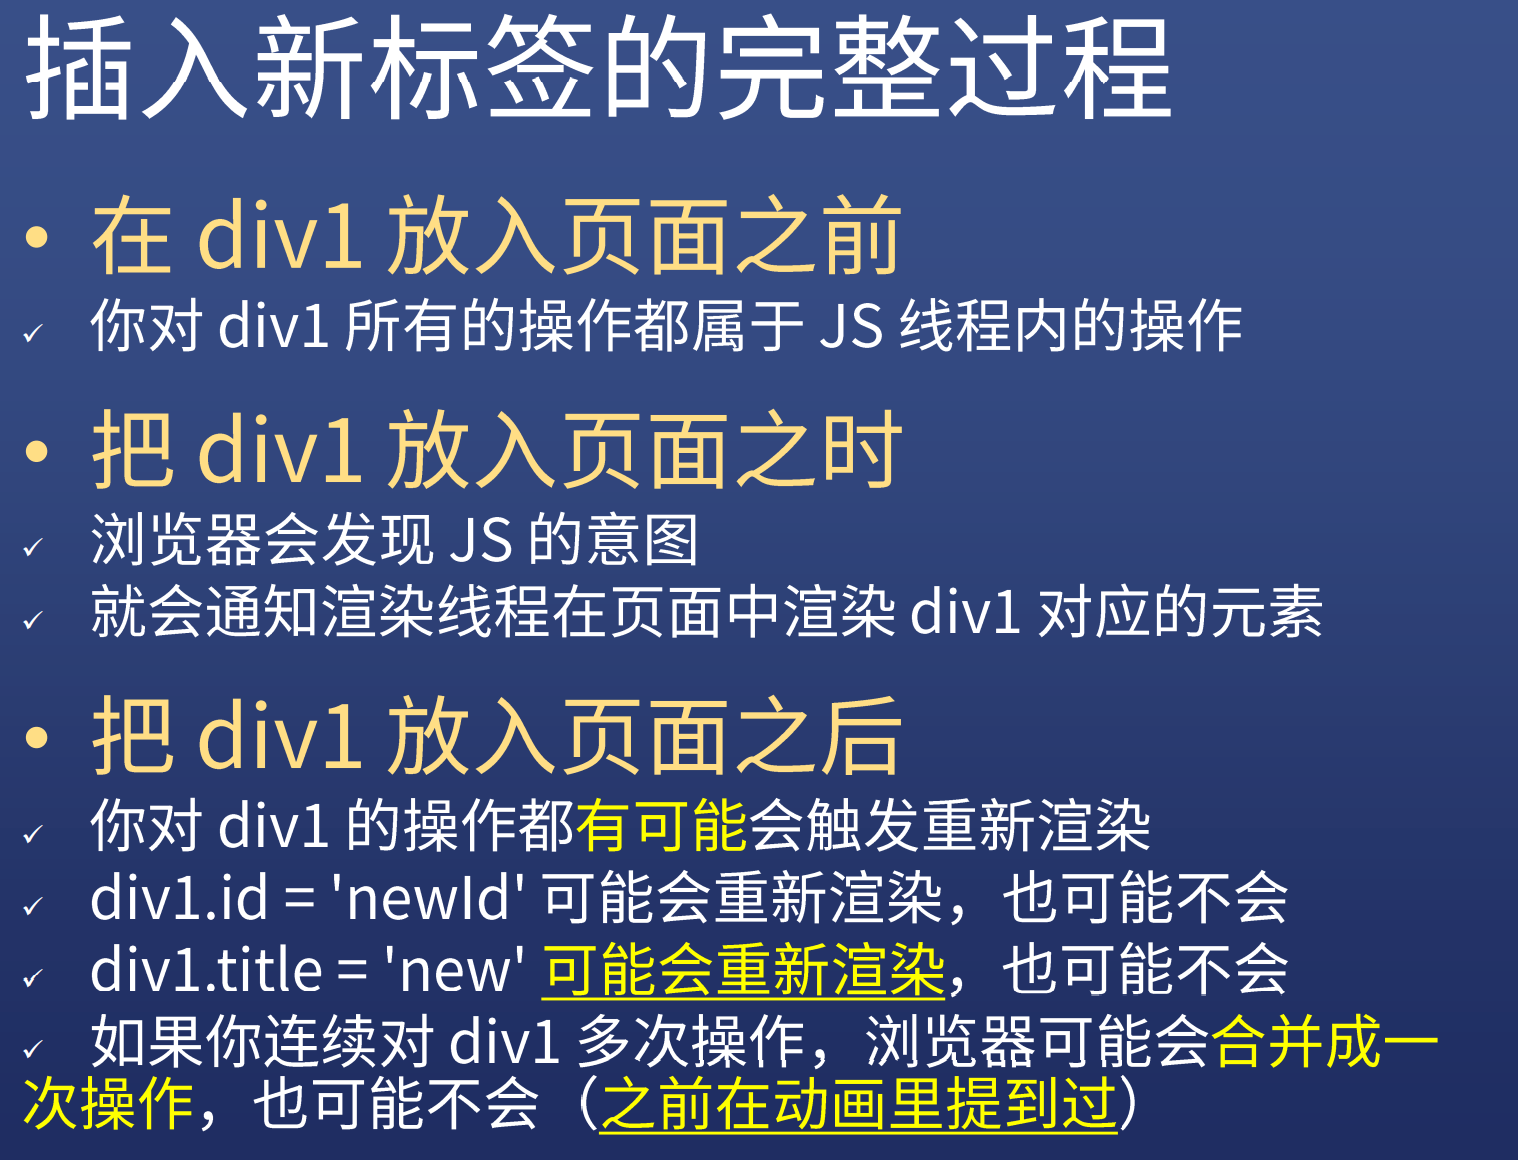 插入新标签的完整过程
• 在 div1 放入页面之前
✓ 你对 div1 所有的操作都属于 JS 线程内的操作
• 把 div1 放入页面之时
✓ 浏览器会发现 JS 的意图
✓ 就会通知渲染线程在页面中渲染 div1 对应的元素
• 把 div1 放入页面之后
✓ 你对 div1 的操作都有可能会触发重新渲染
✓ div1.id = 'newId' 可能会重新渲染，也可能不会
✓ div1.title = 'new' 可能会重新渲染，也可能不会
✓ 如果你连续对 div1 多次操作，浏览器可能会合并成一
次操作，也可能不会（之前在动画里提到过）